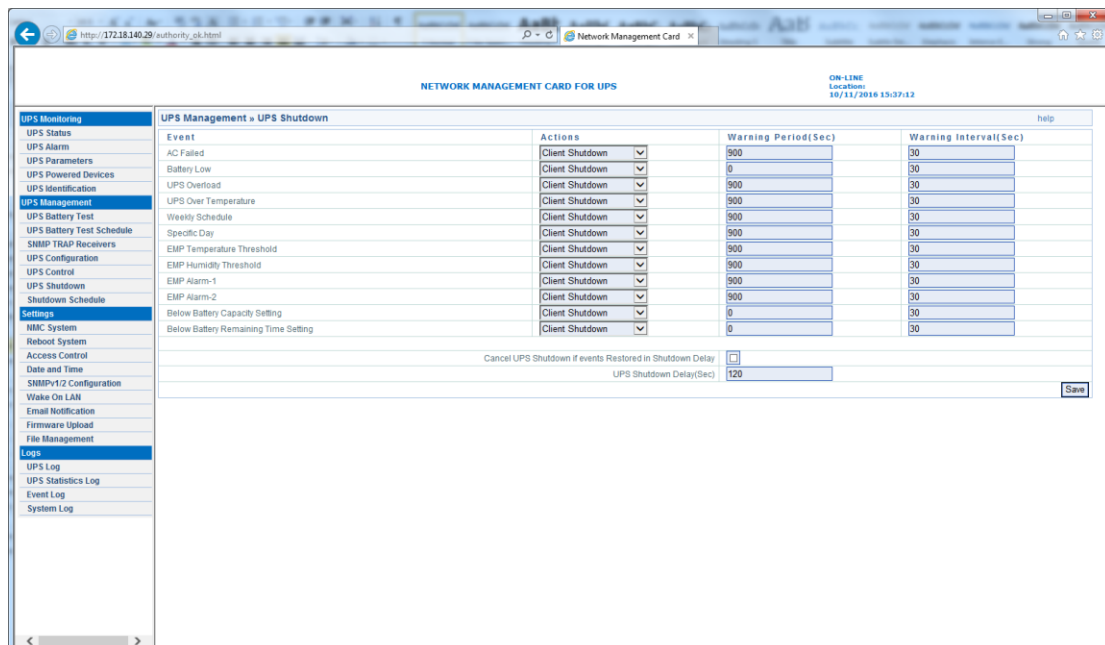 http://172.18.140.29/authority_ok.html
Network Management Card
NETWORK MANAGEMENT CARD FOR UPS
ON-LINE
Location:
10/11/2016 15:37:12
UPS Monitoring
UPS Status
UPS Alarm
UPS Parameters
UPS Powered Devices
UPS Identification
UPS Management
UPS Battery Test
UPS Battery Test Schedule
SNMP TRAP Receivers
UPS Configuration
UPS Control
UPS Shutdown
Shutdown Schedule
Settings
NMC System
Reboot System
Access Control
Date and Time
SNMPv1/2 Configuration
Wake On LAN
Email Notification
Firmware Upload
File Management
Logs
UPS Log
UPS Statistics Log
Event Log
System Log
UPS Management » UPS Shutdown help
Event Actions Warning Period(Sec) Warning Interval(Sec)
AC Failed Client Shutdown 900 30
Battery Low Client Shutdown 0 30
UPS Overload Client Shutdown 900 30
UPS Over Temperature Client Shutdown 900 30
Weekly Schedule Client Shutdown 900 30
Specific Day Client Shutdown 900 30
EMP Temperature Threshold Client Shutdown 900 30
EMP Humidity Threshold Client Shutdown 900 30
EMP Alarm-1 Client Shutdown 900 30
EMP Alarm-2 Client Shutdown 900 30
Below Battery Capacity Setting Client Shutdown 0 30
Below Battery Remaining Time Setting Client Shutdown 0 30
Cancel UPS Shutdown if events Restored in Shutdown Delay
UPS Shutdown Delay(Sec) 120
Save